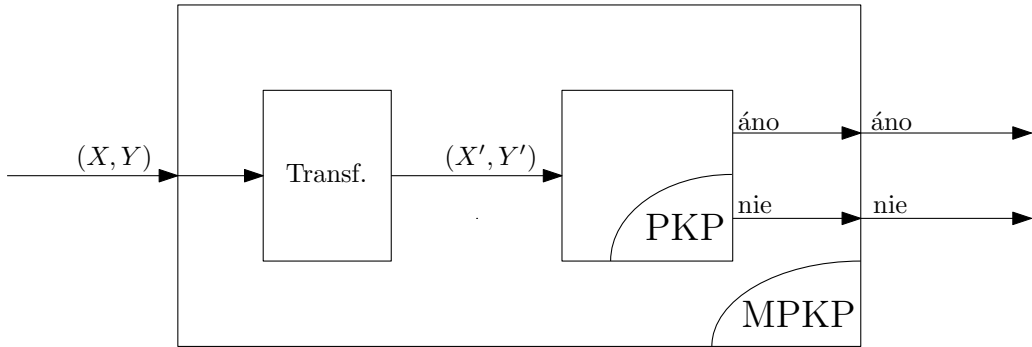 áno
áno
(X, Y)
Transf.
(X′, Y′)
nie
nie
PKP
MPKP